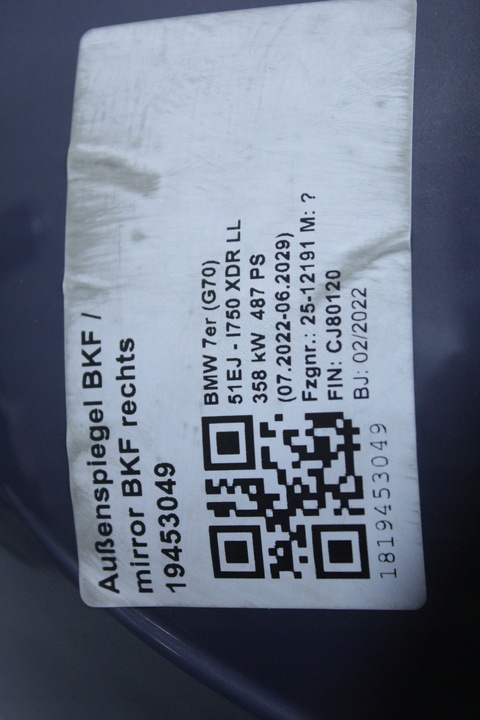 Außenspiegel BKF /
mirror BKF rechts
19453049
BMW 7er (G70)
51EJ - I750 XDR LL
358 kW 487 PS
(07.2022-06.2029)
Fzgnr.: 25-12191 M: ?
FIN: CJ80120
BJ: 02/2022
1819453049